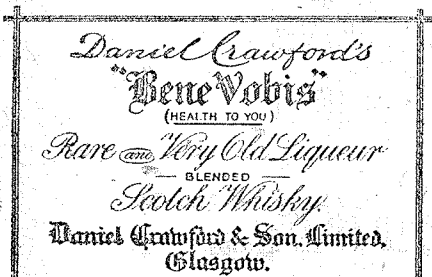 Daniel Crawford's
"Bene Vobis"
(HEALTH TO YOU)
Rare and Very Old Liqueur
BLENDED
Scotch Whisky.
Daniel Crawford & Son, Limited,
Glasgow.